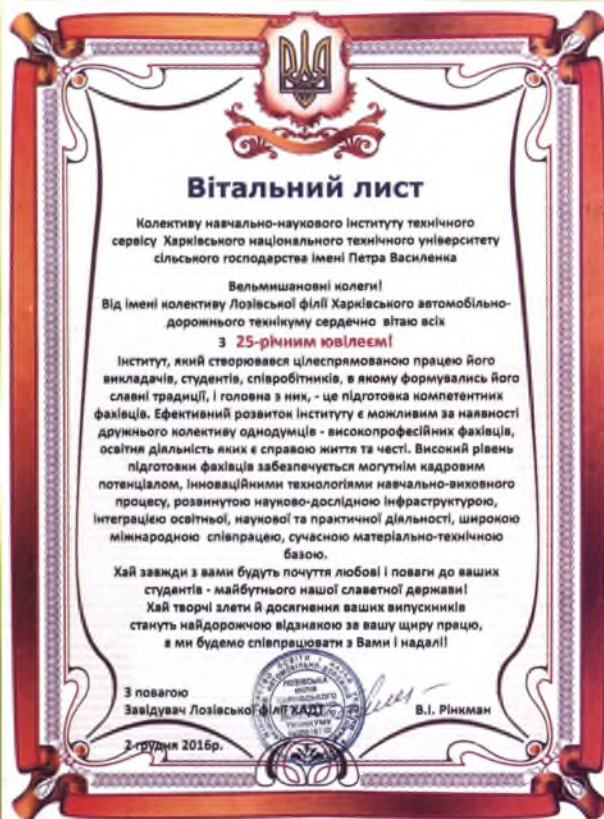 Вітальний лист
Колективу навчально-наукового інституту технічного
сервісу Харківського національного технічного університету
сільського господарства імені Петра Василенка
Вельмишановні колеги!
Від імені колективу Лозівської філії Харківського автомобільно-
дорожнього технікуму сердечно вітаю всіх
з 25-річним ювілеєм!
Інститут, який створювався цілеспрямованою працею його
викладачів, студентів, співробітників, в якому формувались його
славні традиції, і головна з них, - це підготовка компетентних
фахівців. Ефективний розвиток інституту є можливим за наявності
дружнього колективу однодумців - високопрофесійних фахівців,
освітня діяльність яких є справою життя та честі. Високий рівень
підготовки фахівців забезпечується могутнім кадровим
потенціалом, інноваційними технологіями навчально-виховного
процесу, розвинутою науково-дослідною інфраструктурою,
інтеграцією освітньої, наукової та практичної діяльності, широкою
міжнародною співпрацею, сучасною матеріально-технічною
базою.
Хай завжди з вами будуть почуття любові і поваги до ваших
студентів - майбутнього нашої славетної держави!
Хай творчі злети й досягнення ваших випускників
стануть найдорожчою відзнакою за вашу щиру працю,
а ми будемо співпрацювати з Вами і надалі!
З повагою
Завідувач Лозівської філії ХАДТ В.І. Рінкман
2 грудня 2016р.